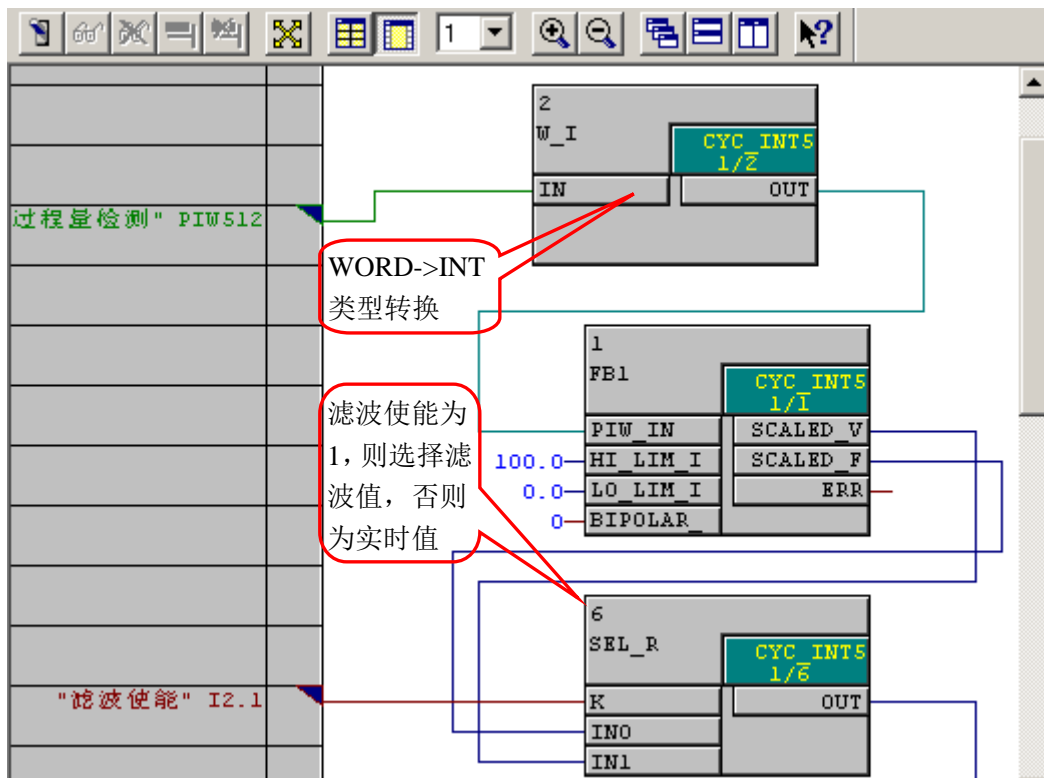 1
2
W_I
CYC_INT5
1/2
IN
OUT
过程量检测" PIW512
WORD->INT
类型转换
1
FB1
CYC_INT5
1/1
滤波使能为
1，则选择滤
波值，否则
为实时值
PIW_IN
SCALED_V
100.0
HI_LIM_I
SCALED_F
0.0
LO_LIM_I
ERR
0
BIPOLAR_
6
SEL_R
CYC_INT5
1/6
"滤波使能" I2.1
K
OUT
IN0
IN1